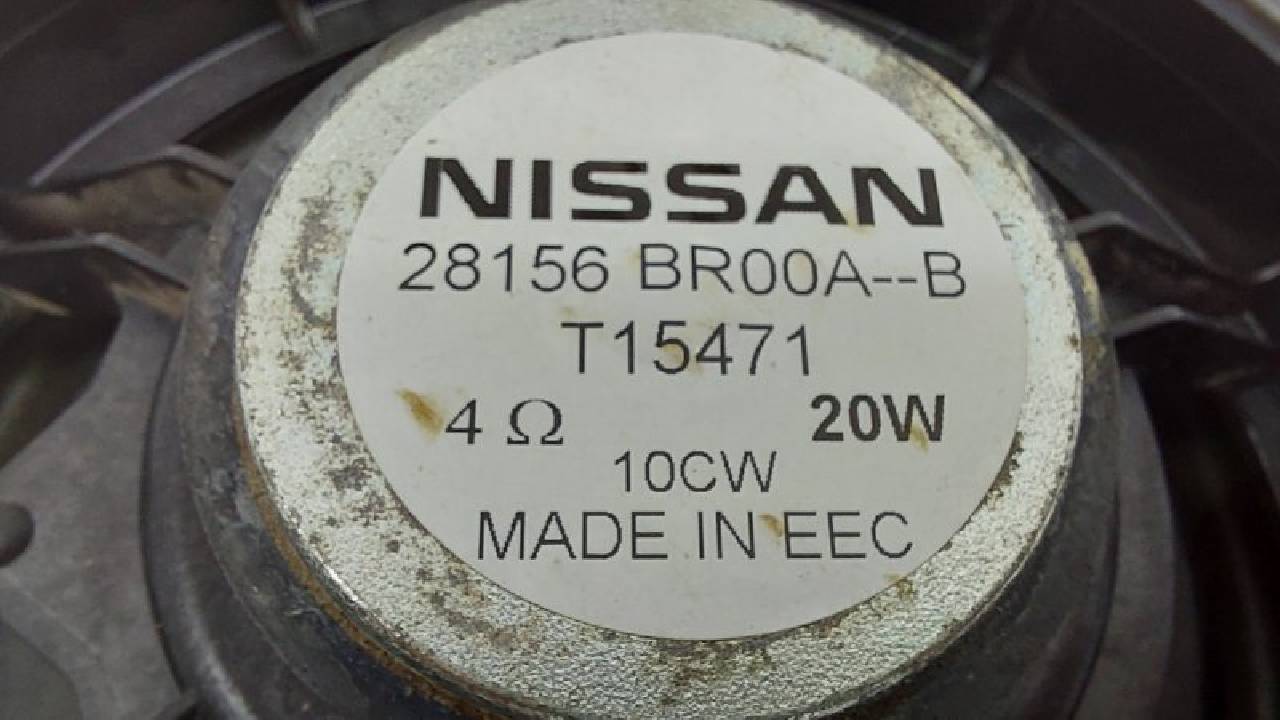 NISSAN
28156 BR00A--B
T15471
4 Ω 20W
10CW
MADE IN EEC